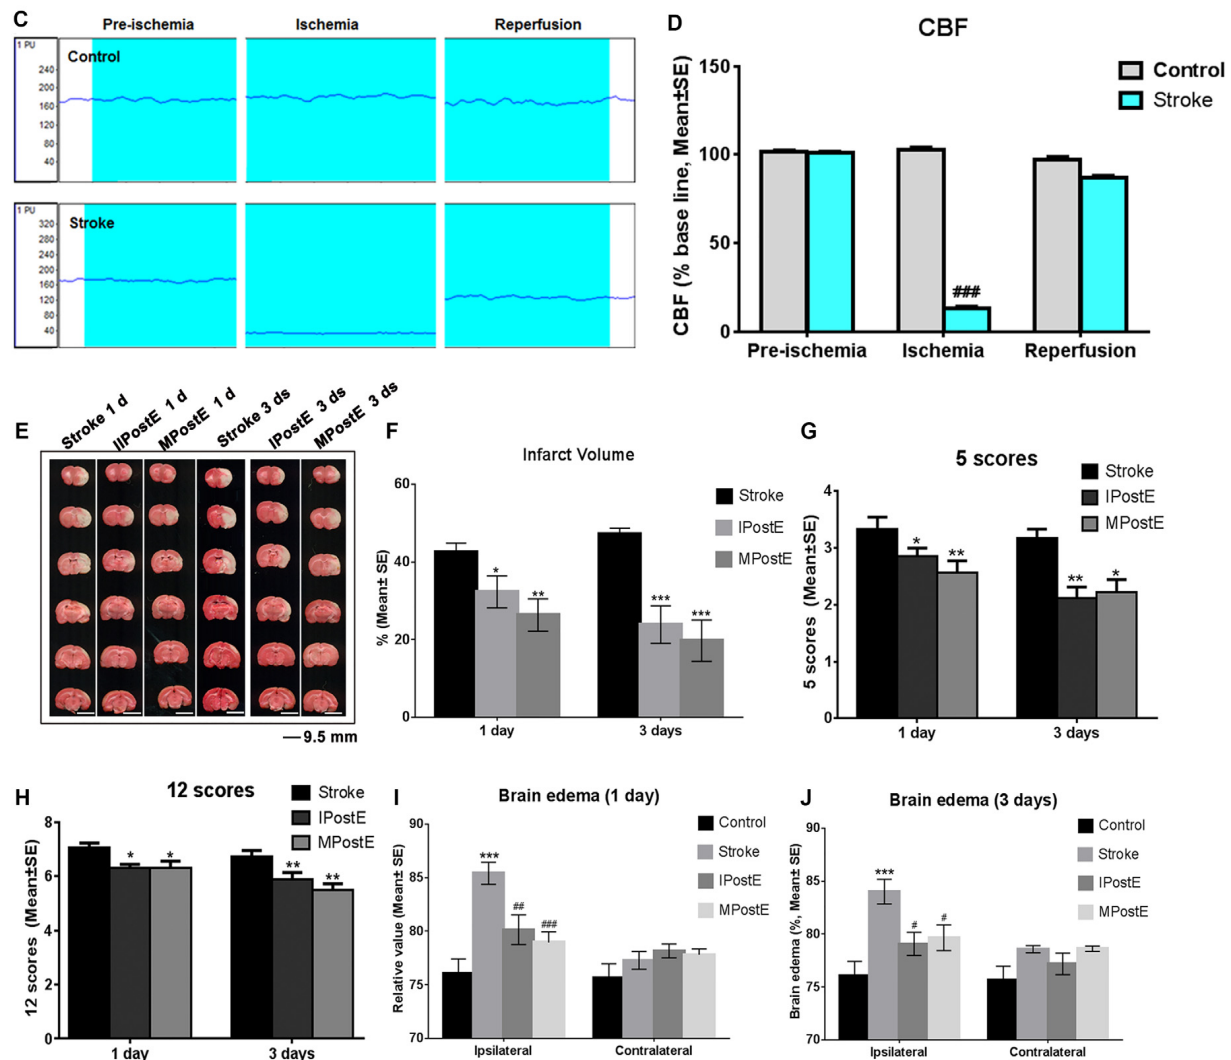 C
Pre-ischemia Ischemia Reperfusion
1 PU
Control
240
200
160
120
80
40
1 PU
Stroke
320
280
240
200
160
120
80
40
D
CBF
Control
Stroke
CBF (% base line, Mean±SE)
150
100
50
0
###
Pre-ischemia Ischemia Reperfusion
E
Stroke 1 d IIPostE 1 d MPostE 1 d Stroke 3 ds IPostE 3 ds MPostE 3 ds
9.5 mm
F
Infarct Volume
Stroke
IPostE
MPostE
% (Mean± SE)
60
40
20
0
* ** *** ***
1 day 3 days
G
5 scores
Stroke
IPostE
MPostE
5 scores (Mean±SE)
4
3
2
1
0
* ** ** *
1 day 3 days
H
12 scores
Stroke
IPostE
MPostE
12 scores (Mean±SE)
8
6
4
2
0
* * ** **
1 day 3 days
I
Brain edema (1 day)
Control
Stroke
IPostE
MPostE
Relative value (Mean± SE)
90
85
80
75
70
*** ## ###
Ipsilateral Contralateral
J
Brain edema (3 days)
Control
Stroke
IPostE
MPostE
Brain edema (%, Mean± SE)
90
85
80
75
70
*** # #
Ipsilateral Contralateral